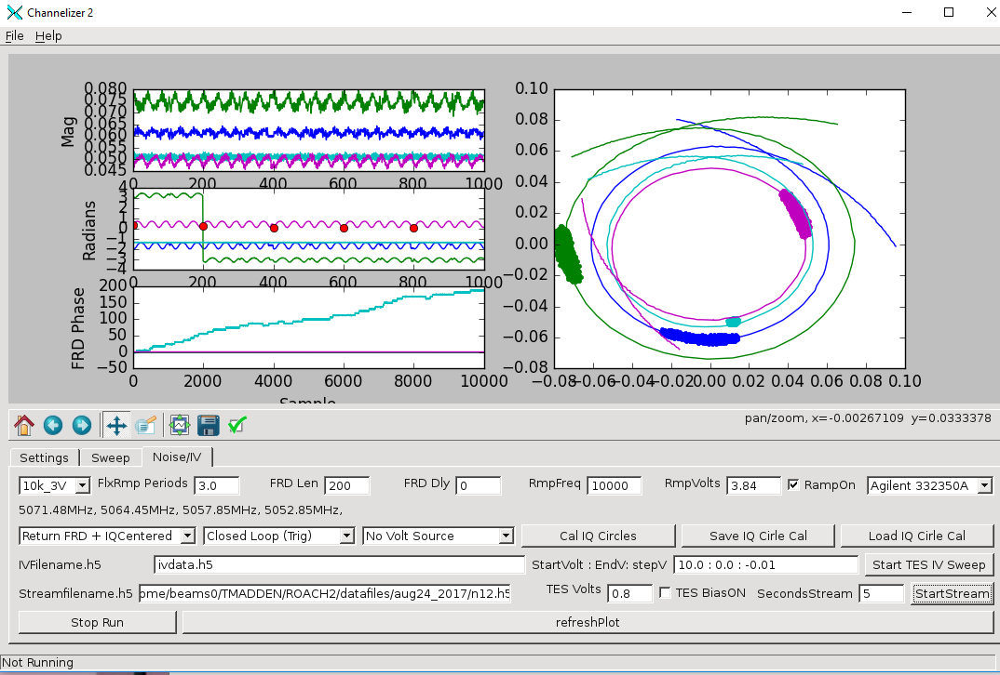 Channelizer 2
File Help
0.080
0.075
0.070
0.065
0.060
0.055
0.050
0.045
Mag
0 200 400 600 800 1000
4
3
2
1
0
−1
−2
−3
−4
Radians
0 200 400 600 800 1000
200
150
100
50
0
−50
FRD Phase
0 2000 4000 6000 8000 10000
Sample
0.10
0.08
0.06
0.04
0.02
0.00
−0.02
−0.04
−0.06
−0.08
−0.08−0.06−0.04−0.02 0.00 0.02 0.04 0.06 0.08 0.10
pan/zoom, x=-0.00267109 y=0.0333378
Settings Sweep Noise/IV
10k_3V FlxRmp Periods 3.0 FRD Len 200 FRD Dly 0 RmpFreq 10000 RmpVolts 3.84 RampOn Agilent 332350A
5071.48MHz, 5064.45MHz, 5057.85MHz, 5052.85MHz,
Return FRD + IQCentered Closed Loop (Trig) No Volt Source Cal IQ Circles Save IQ Cirle Cal Load IQ Cirle Cal
IVFilename.h5 ivdata.h5 StartVolt : EndV: stepV 10.0 : 0.0 : -0.01 Start TES IV Sweep
Streamfilename.h5 ome/beams0/TMADDEN/ROACH2/datafiles/aug24_2017/n12.h5 TES Volts 0.8 TES BiasON SecondsStream 5 StartStream
Stop Run refreshPlot
Not Running